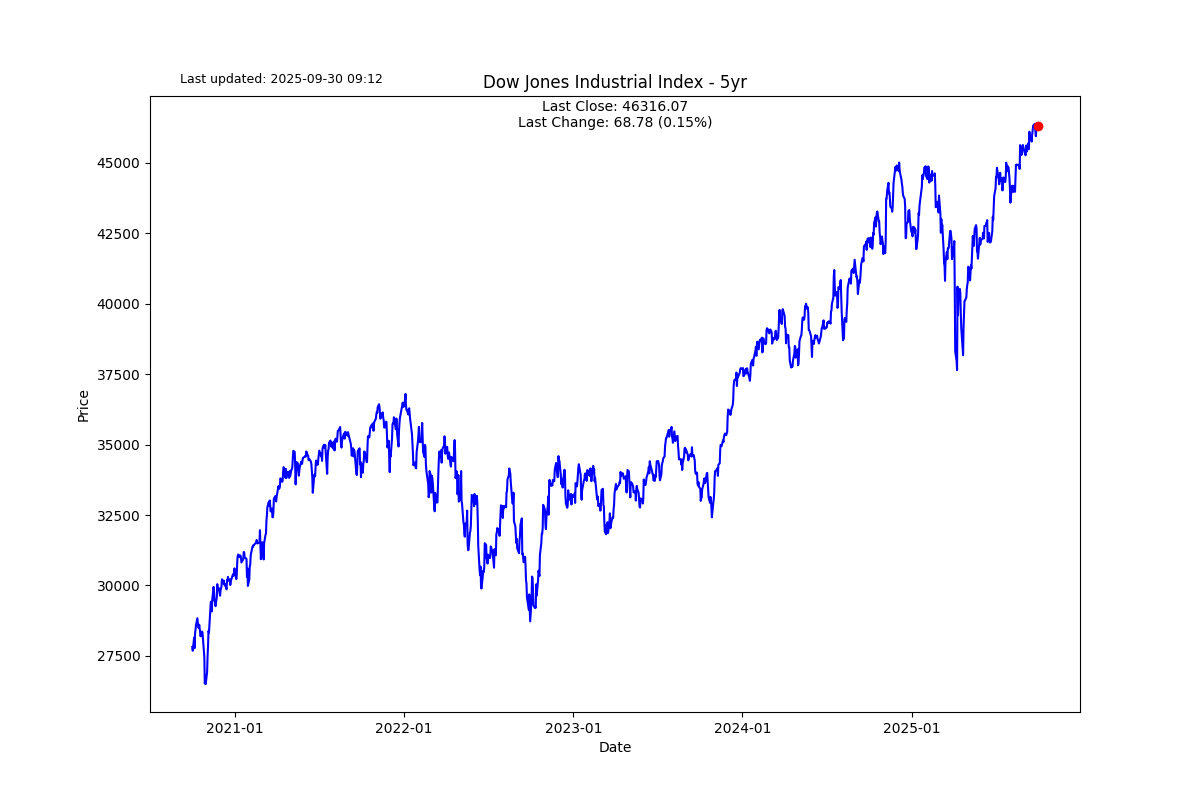 Last updated: 2025-09-30 09:12
Dow Jones Industrial Index - 5yr
Last Close: 46316.07
Last Change: 68.78 (0.15%)
45000
42500
40000
37500
35000
32500
30000
27500
Price
2021-01
2022-01
2023-01
2024-01
2025-01
Date